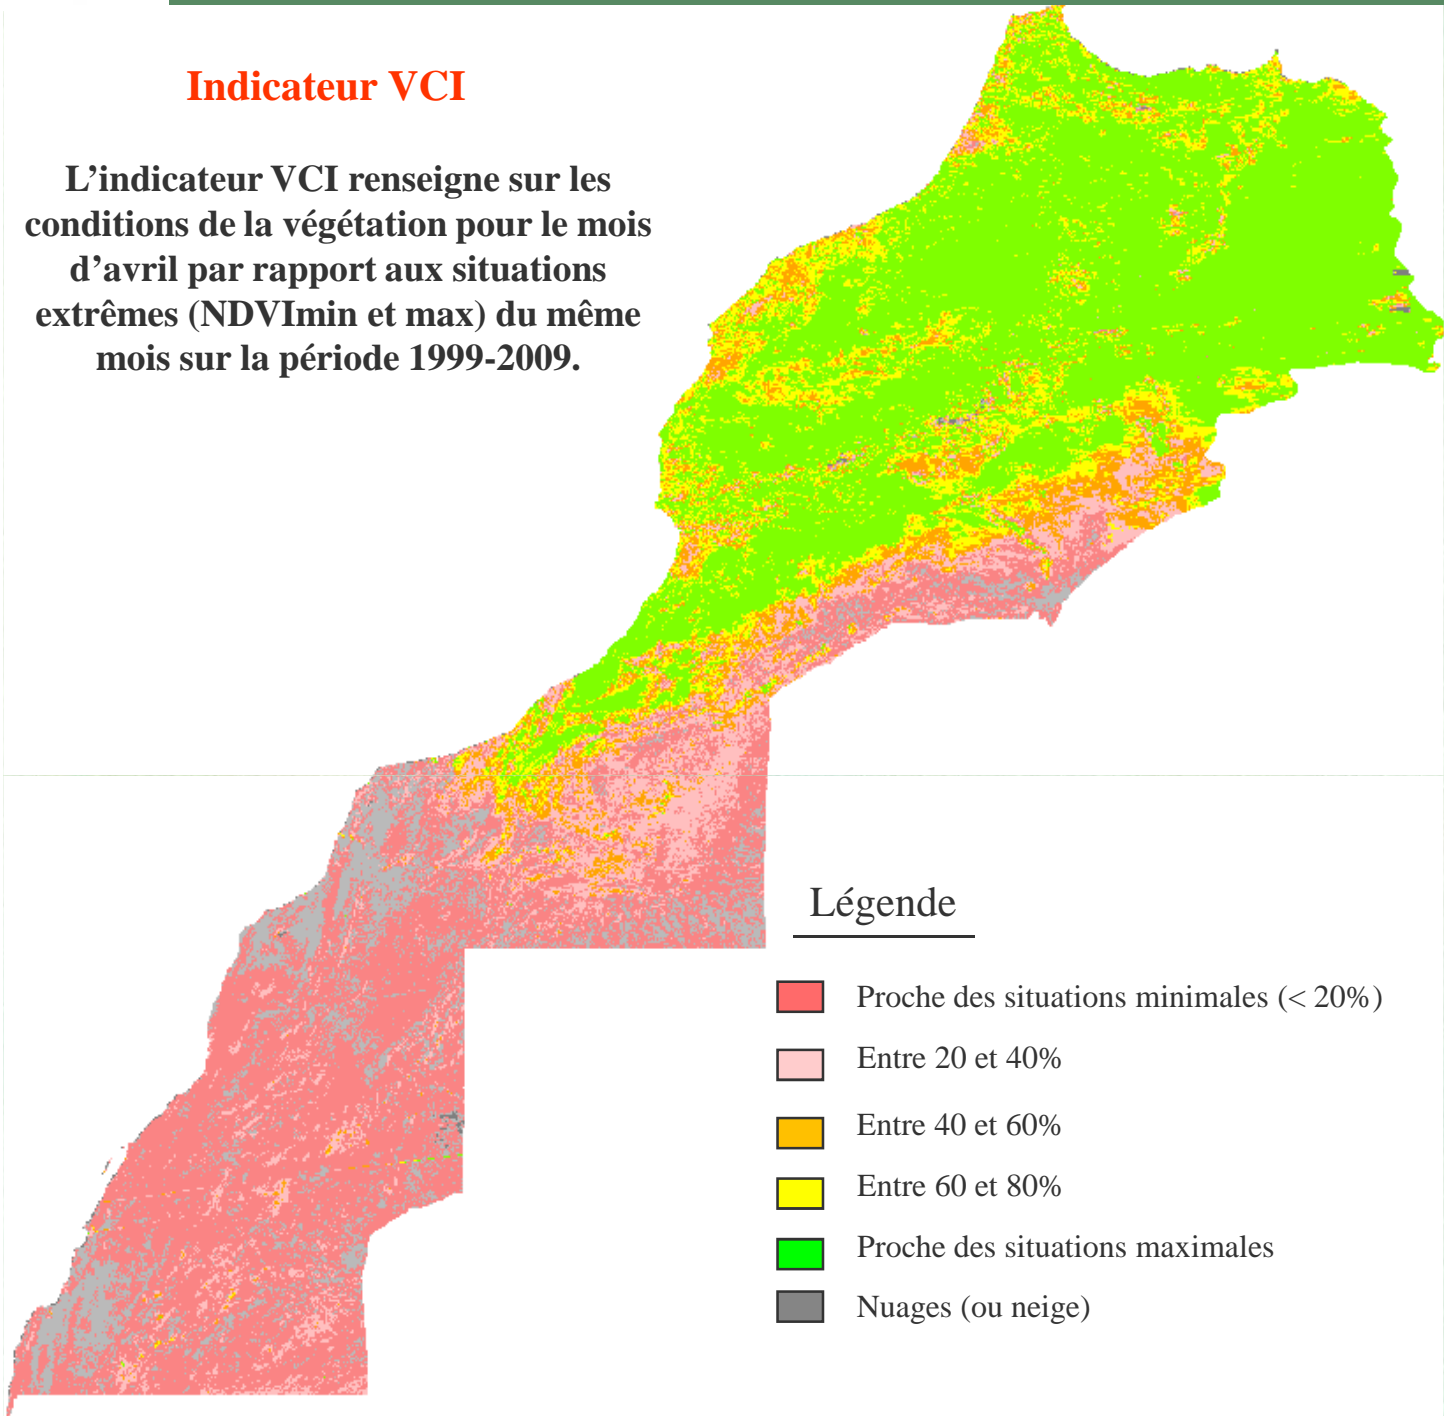 Indicateur VCI
L’indicateur VCI renseigne sur les
conditions de la végétation pour le mois
d’avril par rapport aux situations
extrêmes (NDVImin et max) du même
mois sur la période 1999-2009.
Légende
Proche des situations minimales (< 20%)
Entre 20 et 40%
Entre 40 et 60%
Entre 60 et 80%
Proche des situations maximales
Nuages (ou neige)